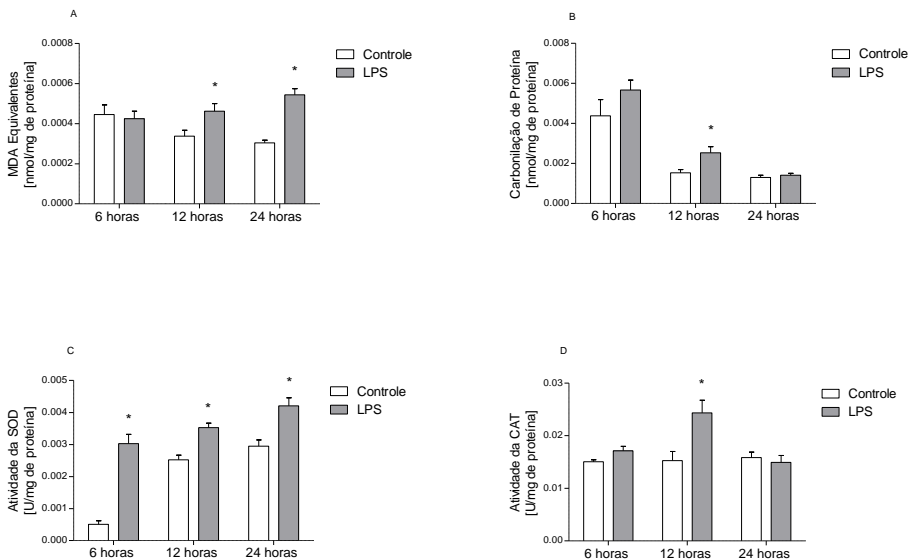 A
MDA Equivalentes
[nmol/mg de proteína]
0.0008
0.0006
0.0004
0.0002
0.0000
*
*
6 horas
12 horas
24 horas
Controle
LPS
B
Carbonilação de Proteína
[nmol/mg de proteína]
0.008
0.006
0.004
0.002
0.000
*
6 horas
12 horas
24 horas
Controle
LPS
C
Atividade da SOD
[U/mg de proteína]
0.005
0.004
0.003
0.002
0.001
0.000
*
*
*
6 horas
12 horas
24 horas
Controle
LPS
D
Atividade da CAT
[U/mg de proteína]
0.03
0.02
0.01
0.00
*
6 horas
12 horas
24 horas
Controle
LPS